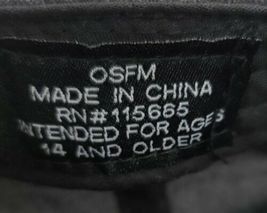 OSFM
MADE IN CHINA
RN#115665
INTENDED FOR AGES
14 AND OLDER